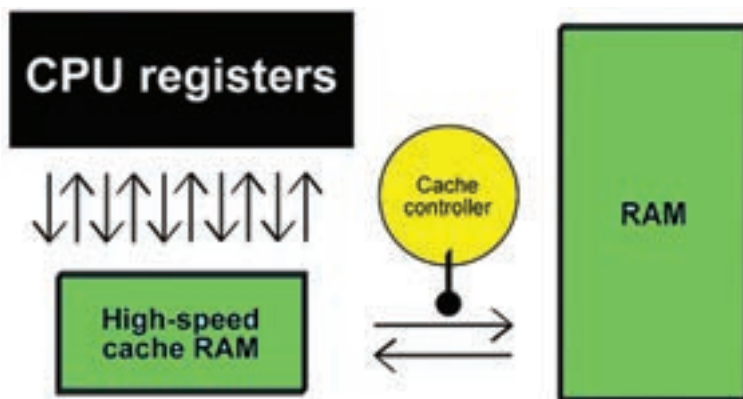 CPU registers
Cache
controller
RAM
High-speed
cache RAM